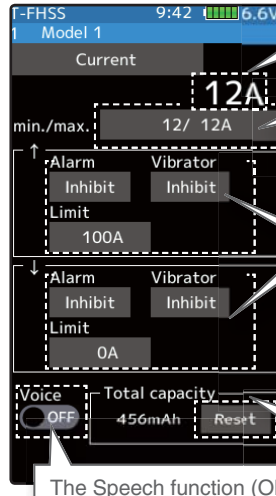 T-FHSS 9:42 6.6V
1 Model 1
Current
12A
min./max. 12/ 12A
↑
Alarm Vibrator
Inhibit Inhibit
Limit
100A
↓
Alarm Vibrator
Inhibit Inhibit
Limit
0A
Voice Total capacity
OFF 456mAh Reset
The Speech function